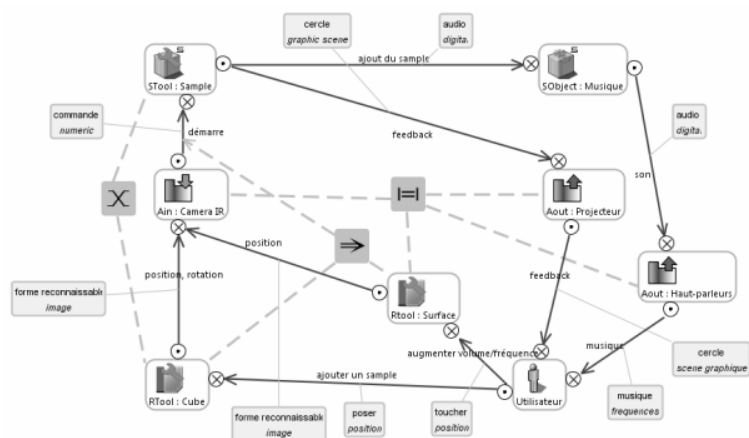 cercle
graphic scene
audio
digita.
S
STool : Sample
ajout du sample
S
SObject : Musique
commande
numeric
démarre
feedback
audio
digita.
son
Ain : Camera IR
Aout : Projecteur
position
position, rotation
forme reconnaissabl
image
Rtool : Surface
feedback
Aout : Haut-parleurs
augmenter volume/fréquence
musique
cercle
scene graphique
ajouter un sample
RTool : Cube
Utilisateur
forme reconnaissabl
image
poser
position
toucher
position
musique
frequences